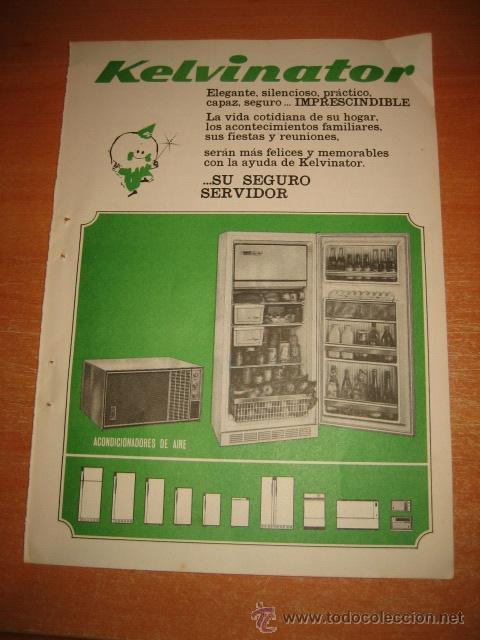 Kelvinator
Elegante, silencioso, práctico,
capaz, seguro ... IMPRESCINDIBLE
La vida cotidiana de su hogar,
los acontecimientos familiares,
sus fiestas y reuniones,
serán más felices y memorables
con la ayuda de Kelvinator.
...SU SEGURO
SERVIDOR
ACONDICIONADORES DE AIRE
www.todocoleccion.net